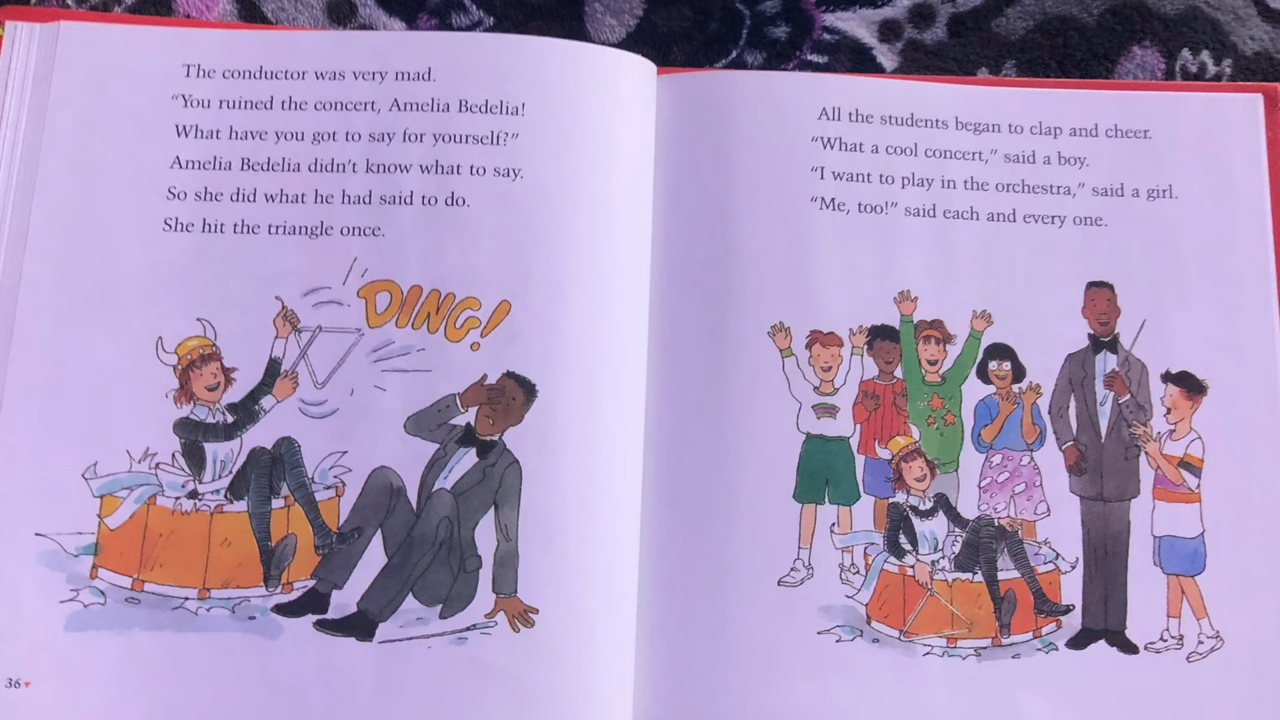 The conductor was very mad.
“You ruined the concert, Amelia Bedelia!
What have you got to say for yourself?”
Amelia Bedelia didn’t know what to say.
So she did what he had said to do.
She hit the triangle once.
DING!
36
All the students began to clap and cheer.
“What a cool concert,” said a boy.
“I want to play in the orchestra,” said a girl.
“Me, too!” said each and every one.